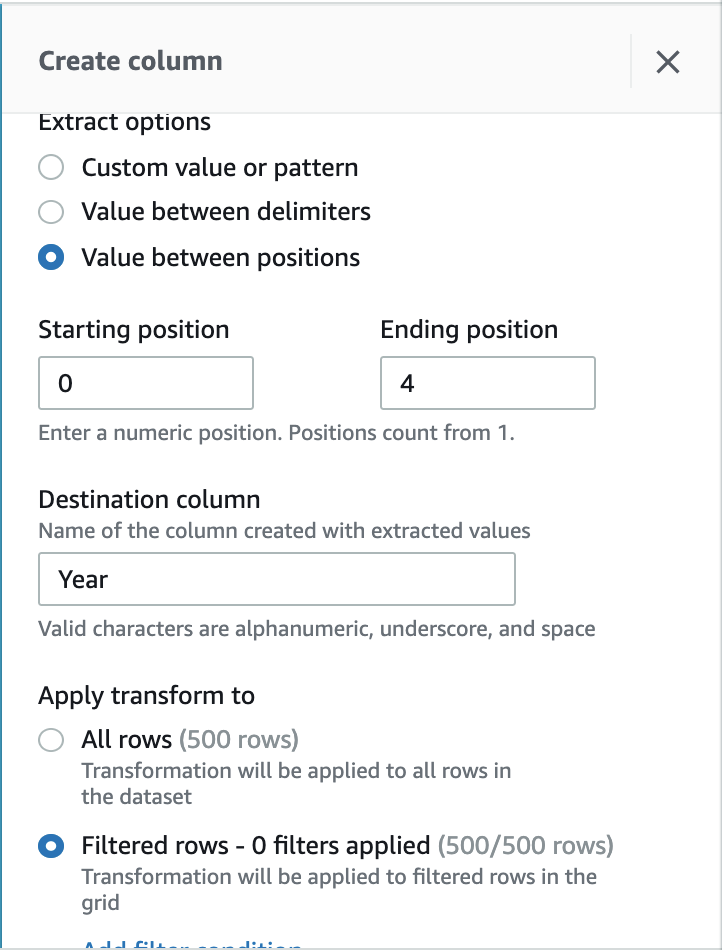 Create column
Extract options
Custom value or pattern
Value between delimiters
Value between positions
Starting position
Ending position
0
4
Enter a numeric position. Positions count from 1.
Destination column
Name of the column created with extracted values
Year
Valid characters are alphanumeric, underscore, and space
Apply transform to
All rows (500 rows)
Transformation will be applied to all rows in
the dataset
Filtered rows - 0 filters applied (500/500 rows)
Transformation will be applied to filtered rows in the
grid
Add filter condition